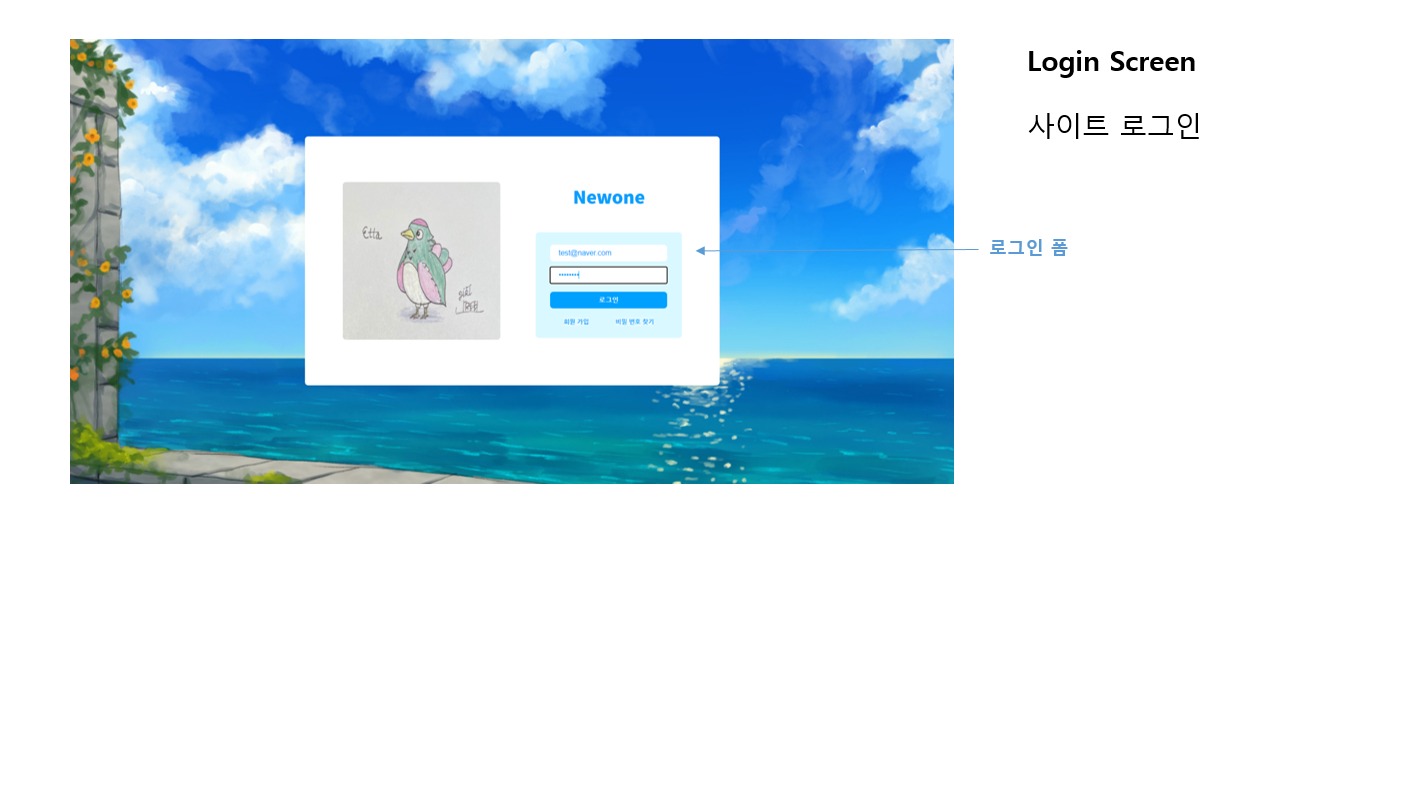 Login Screen
사이트 로그인
Etta
Newone
test@naver.com
로그인
회원 가입
비밀 번호 찾기
로그인 폼